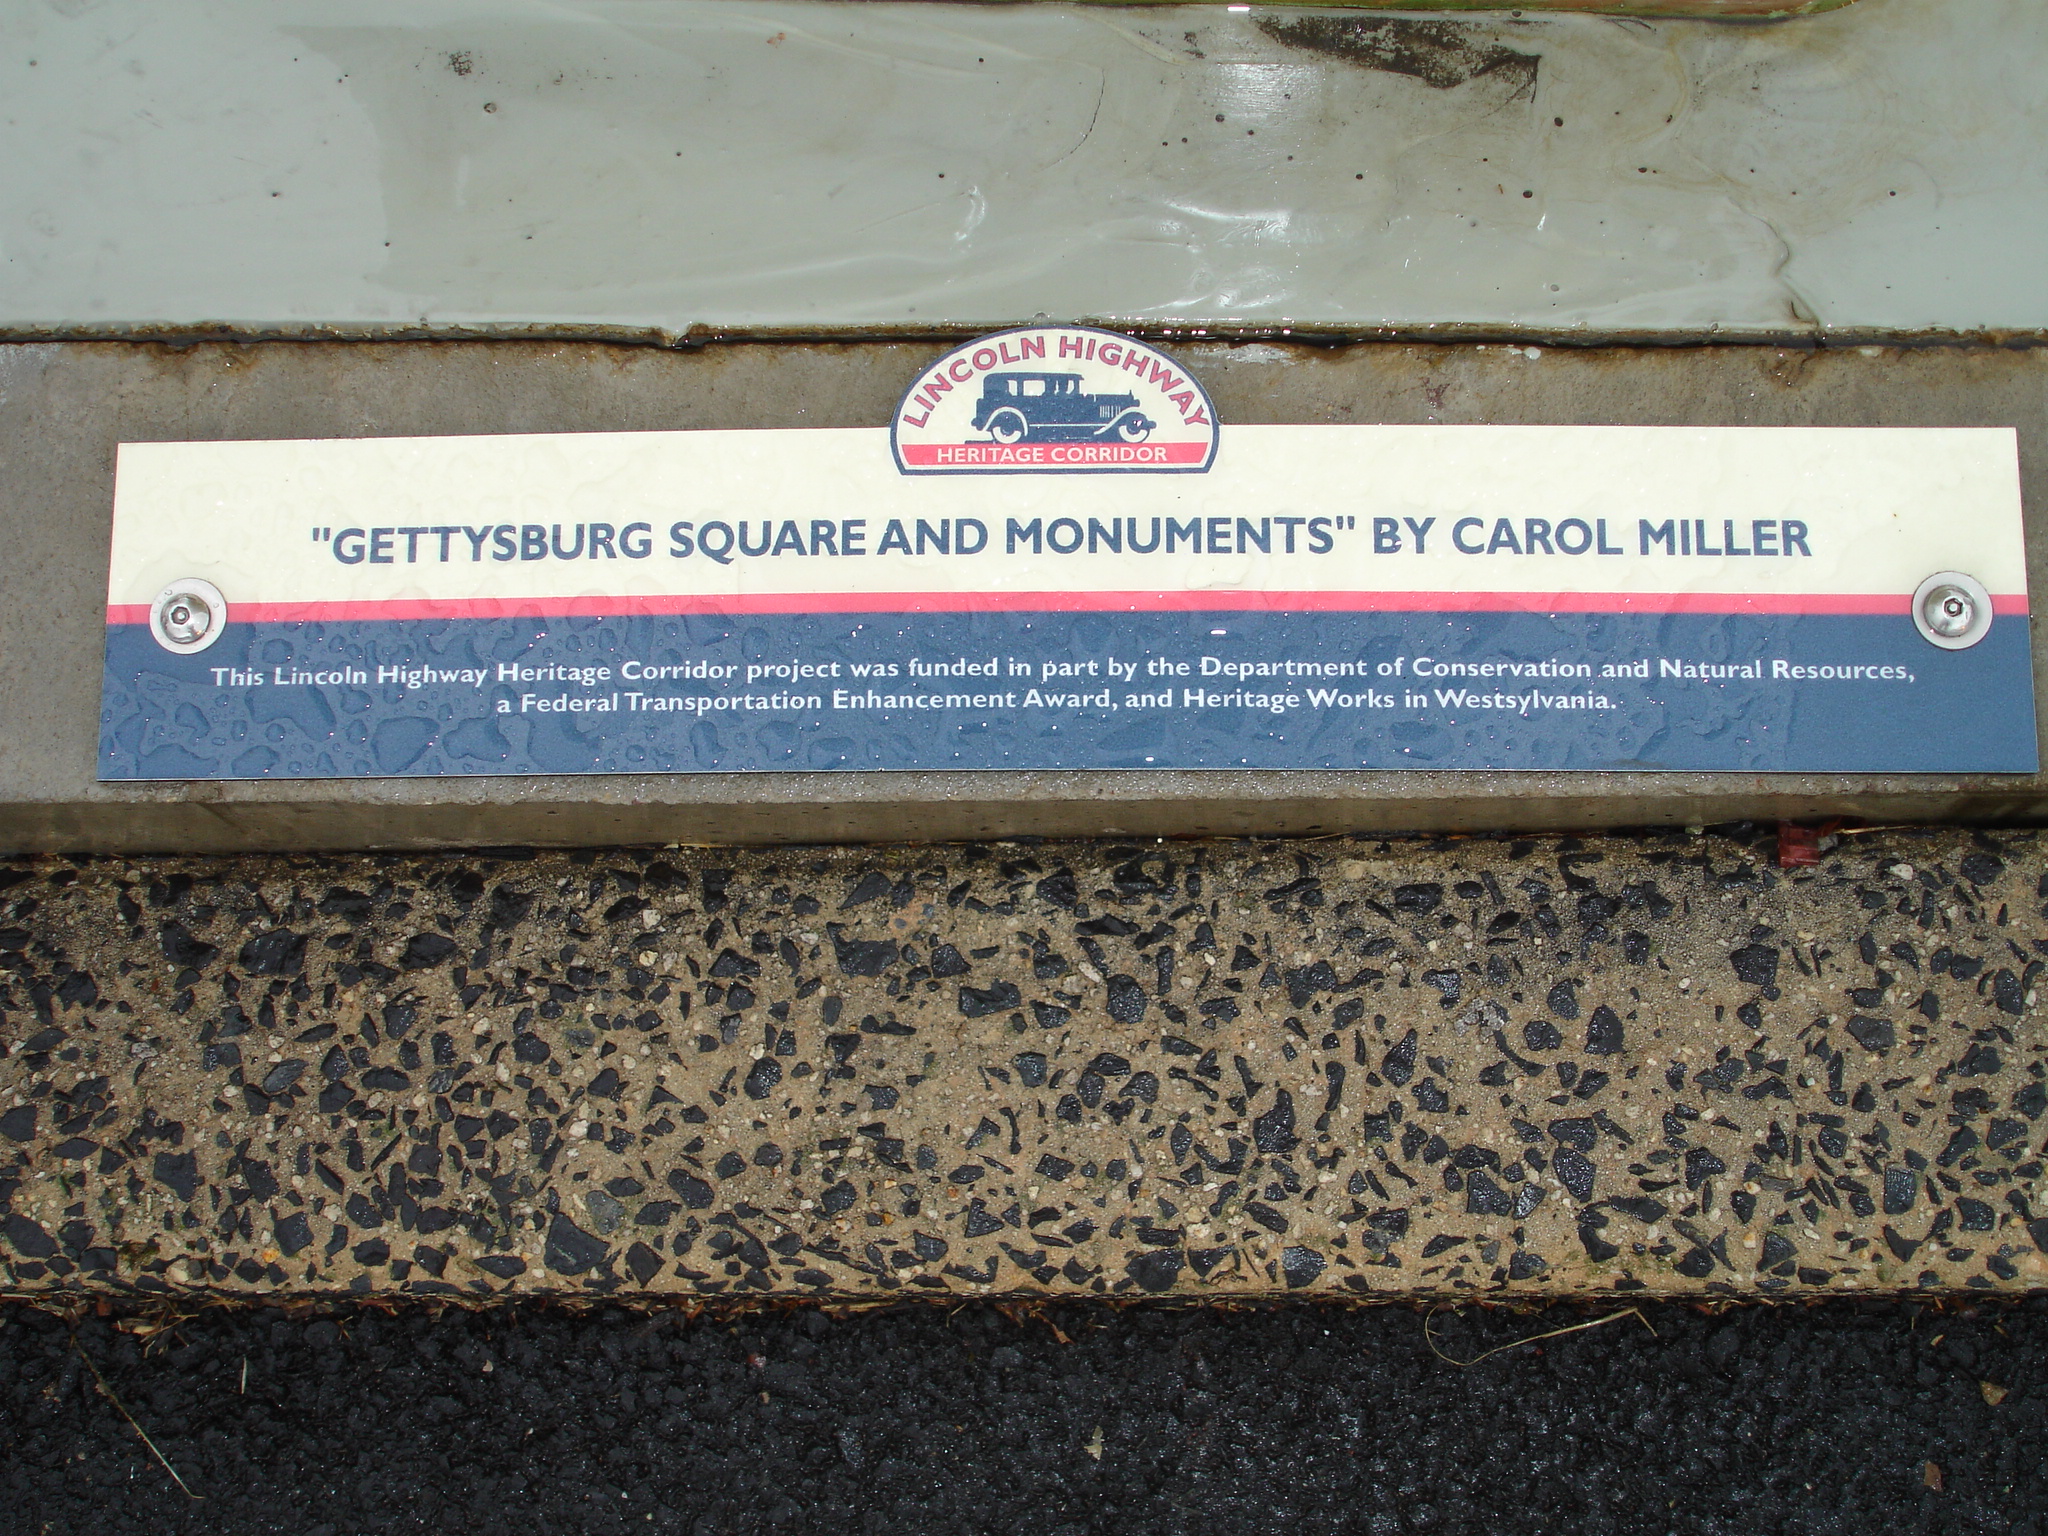 LINCOLN HIGHWAY
HERITAGE CORRIDOR
"GETTYSBURG SQUARE AND MONUMENTS" BY CAROL MILLER
This Lincoln Highway Heritage Corridor project was funded in part by the Department of Conservation and Natural Resources,
a Federal Transportation Enhancement Award, and Heritage Works in Westsylvania.